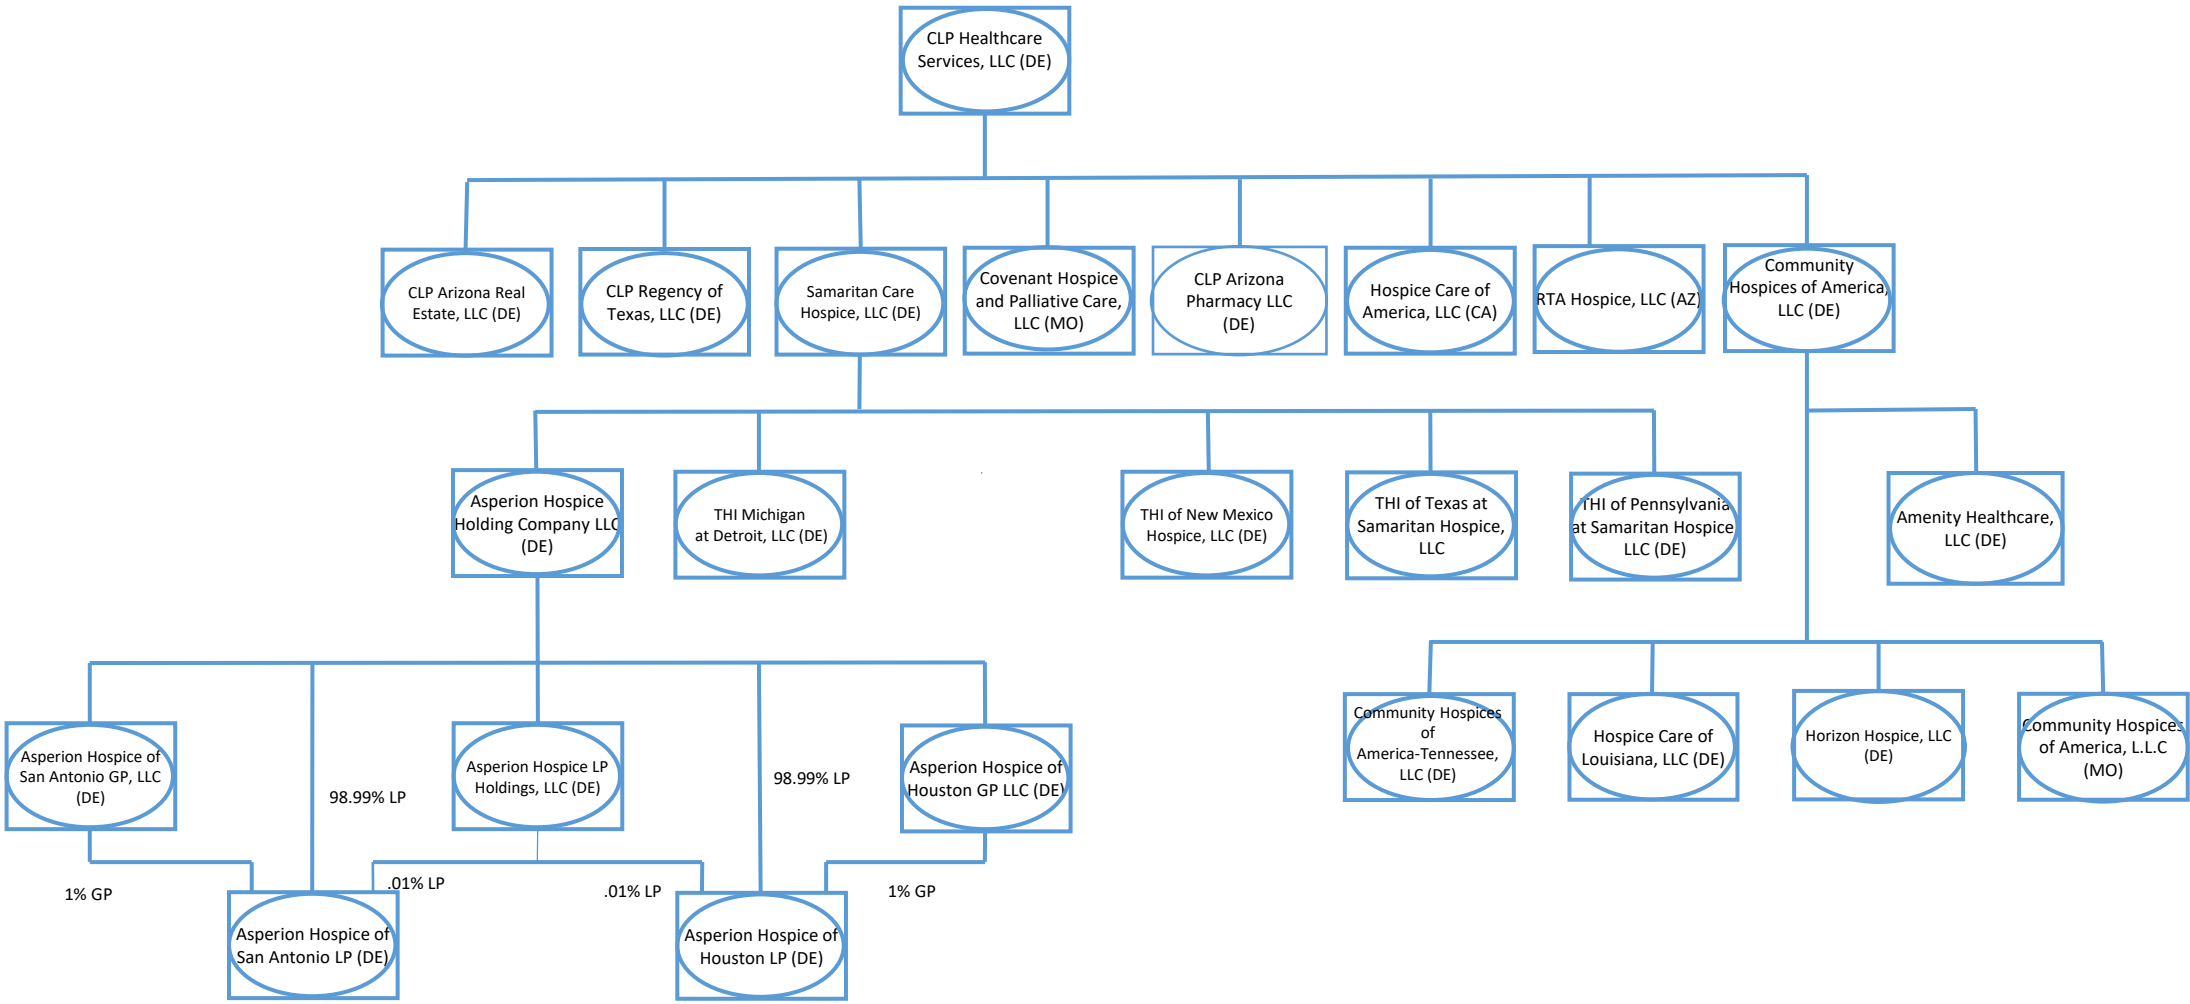 CLP Healthcare
Services, LLC (DE)
CLP Arizona Real
Estate, LLC (DE)
CLP Regency of
Texas, LLC (DE)
Samaritan Care
Hospice, LLC (DE)
Covenant Hospice
and Palliative Care,
LLC (MO)
CLP Arizona
Pharmacy LLC
(DE)
Hospice Care of
America, LLC (CA)
RTA Hospice, LLC (AZ)
Community
Hospices of America,
LLC (DE)
Asperion Hospice
Holding Company LLC
(DE)
THI Michigan
at Detroit, LLC (DE)
THI of New Mexico
Hospice, LLC (DE)
THI of Texas at
Samaritan Hospice,
LLC
THI of Pennsylvania
at Samaritan Hospice
LLC (DE)
Amenity Healthcare,
LLC (DE)
Asperion Hospice of
San Antonio GP, LLC
(DE)
98.99% LP
Asperion Hospice LP
Holdings, LLC (DE)
98.99% LP
Asperion Hospice of
Houston GP LLC (DE)
Community Hospices
of
America-Tennessee,
LLC (DE)
Hospice Care of
Louisiana, LLC (DE)
Horizon Hospice, LLC
(DE)
Community Hospices
of America, L.L.C
(MO)
1% GP
.01% LP
.01% LP
1% GP
Asperion Hospice of
San Antonio LP (DE)
Asperion Hospice of
Houston LP (DE)